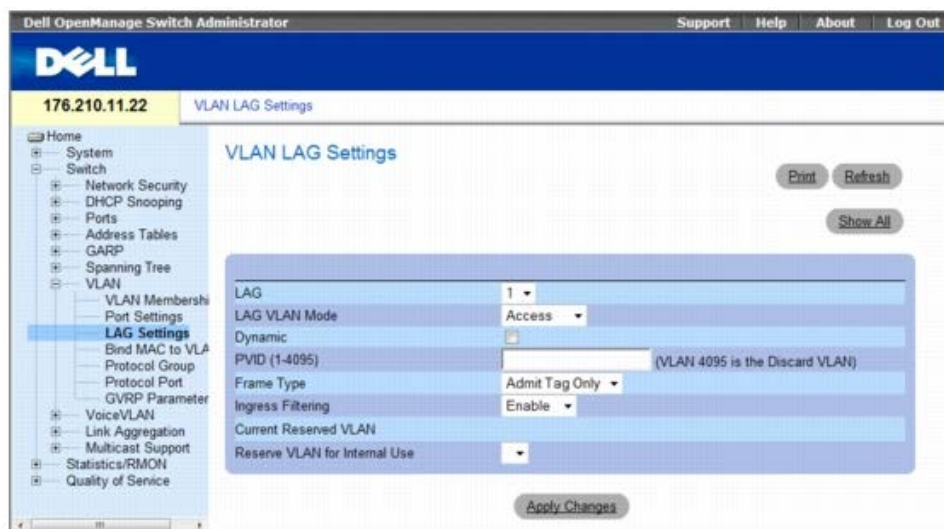 Dell OpenManage Switch Administrator
Support Help About Log Out
DELL
176.210.11.22
VLAN LAG Settings
Home
System
Switch
Network Security
DHCP Snooping
Ports
Address Tables
GARP
Spanning Tree
VLAN
VLAN Membershi
Port Settings
LAG Settings
Bind MAC to VLA
Protocol Group
Protocol Port
GVRP Parameter
VoiceVLAN
Link Aggregation
Multicast Support
Statistics/RMON
Quality of Service
VLAN LAG Settings
Print Refresh
Show All
LAG 1
LAG VLAN Mode Access
Dynamic
PVID (1-4095) (VLAN 4095 is the Discard VLAN)
Frame Type Admit Tag Only
Ingress Filtering Enable
Current Reserved VLAN
Reserve VLAN for Internal Use
Apply Changes